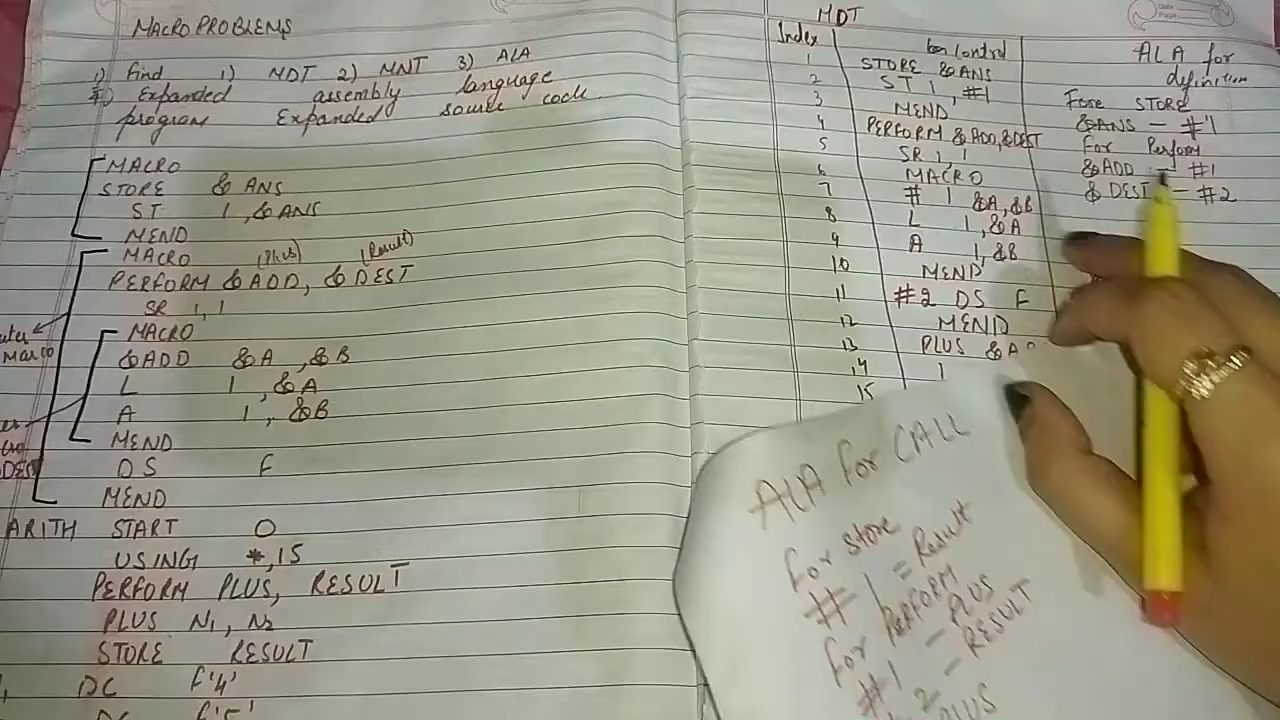 MACRO PROBLEMS
1) Find 1) MDT 2) MNT 3) ALA
Expanded assembly language
program Expanded source code
MACRO
STORE &ANS
ST 1,&ANS
MEND
MACRO (Plus) (Result)
PERFORM &ADD, &DEST
SR 1,1
MACRO
&ADD &A ,&B
L 1,&A
A 1, &B
MEND
DS F
MEND
Marco
ARITH START 0
USING *,15
PERFORM PLUS, RESULT
PLUS N1, N2
STORE RESULT
DC F'4'
DC F'5'
MDT
Index
1 STORE &ANS
2 ST 1, #1
3 MEND
4 PERFORM &ADD,&DEST
5 SR 1,1
6 MACRO
7 # 1 &A,&B
8 L 1,&A
9 A 1,&B
10 MEND
11 #2 DS F
12 MEND
13 PLUS &A
14
15
ALA for
definition
STORE
&ANS - #1
For Perform
&ADD - #1
&DEST - #2
ALA for CALL
For store
# 1 = Result
For PERFORM
#1 - PLUS
2 - RESULT
PLUS